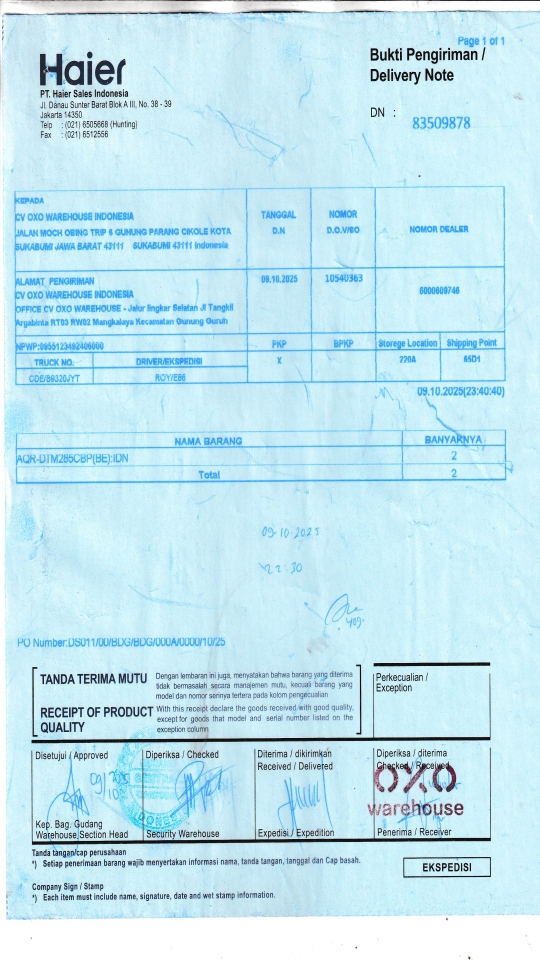 Page 1 of 1
Haier
Bukti Pengiriman /
Delivery Note
PT. Haier Sales Indonesia
Jl. Danau Sunter Barat Blok A III, No. 38 - 39
Jakarta 14350
Telp : (021) 6505668 (Hunting)
Fax : (021) 6512556
DN : 83509878
KEPADA
CV OXO WAREHOUSE INDONESIA
JALAN MOCH OBING TRIP 6 GUNUNG PARANG CIKOLE KOTA
SUKABUMI JAWA BARAT 43111 SUKABUMI 43111 Indonesia
TANGGAL
D.N
NOMOR
D.O.V/SO
NOMOR DEALER
ALAMAT PENGIRIMAN
CV OXO WAREHOUSE INDONESIA
OFFICE CV OXO WAREHOUSE - Jalur lingkar Selatan Jl Tangkil
Argabinta RT03 RW02 Mangkalaya Kecamatan Gunung Guruh
09.10.2025
10540363
6000609746
NPWP:0955123492406000
PKP
BPKP
Storege Location
Shipping Point
TRUCK NO.
DRIVER/EKSPEDISI
X
220A
65D1
CDE/B9320JYT
ROY/E66
09.10.2025(23:40:40)
NAMA BARANG
BANYAKNYA
AQR-DTM285CBP(BE):IDN
2
Total
2
09-10-2025
22:30
PO Number:DS011/00/BDG/BDG/000A/0000/10/25
TANDA TERIMA MUTU
Dengan lembaran ini juga, menyatakan bahwa barang yang diterima
tidak bermasalah secara manajemen mutu, kecuali barang yang
model dan nomor serinya tertera pada kolom pengecualian
RECEIPT OF PRODUCT
QUALITY
With this receipt declare the goods received with good quality,
except for goods that model and serial number listed on the
exception column
Perkecualian /
Exception
Disetujui / Approved
Diperiksa / Checked
Diterima / dikirimkan
Received / Delivered
Diperiksa / diterima
Checked / Received
OXO
warehouse
Kep. Bag. Gudang
Warehouse Section Head
Security Warehouse
Expedisi / Expedition
Penerima / Receiver
Tanda tangan/cap perusahaan
*) Setiap penerimaan barang wajib menyertakan informasi nama, tanda tangan, tanggal dan Cap basah.
EKSPEDISI
Company Sign / Stamp
*) Each item must include name, signature, date and wet stamp information.